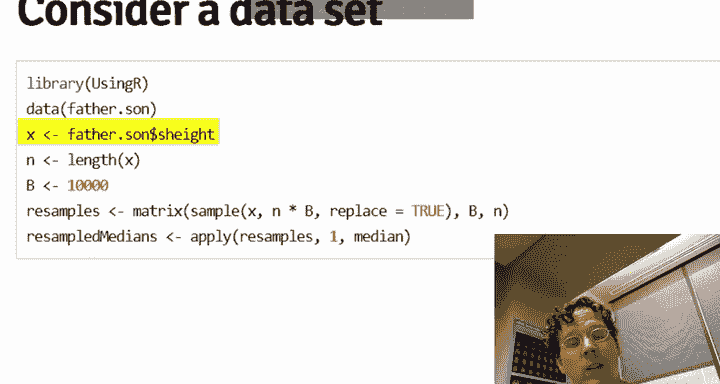 Consider a data set
library(UsingR)
data(father.son)
x <- father.son$sheight
n <- length(x)
B <- 10000
resamples <- matrix(sample(x, n * B, replace = TRUE), B, n)
resampledMedians <- apply(resamples, 1, median)